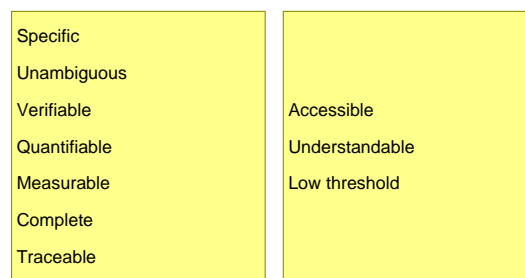 Specific
Unambiguous
Verifiable
Quantifiable
Measurable
Complete
Traceable
Accessible
Understandable
Low threshold